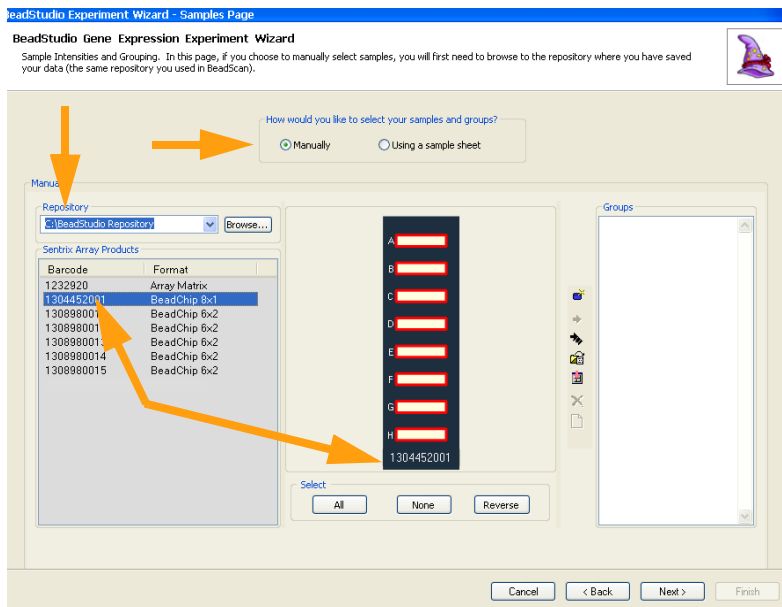 BeadStudio Experiment Wizard - Samples Page
BeadStudio Gene Expression Experiment Wizard
Sample Intensities and Grouping. In this page, if you choose to manually select samples, you will first need to browse to the repository where you have saved
your data (the same repository you used in BeadScan).
How would you like to select your samples and groups?
Manually
Using a sample sheet
Repository
C:\BeadStudio Repository
Browse...
Sentrix Array Products
Barcode Format
1232920 Array Matrix
1304452001 BeadChip 8x1
BeadChip 6x2
BeadChip 6x2
BeadChip 6x2
1308980014 BeadChip 6x2
1308980015 BeadChip 6x2
A
B
C
D
E
F
G
H
1304452001
Select
All
None
Reverse
Groups
Cancel
< Back
Next >
Finish